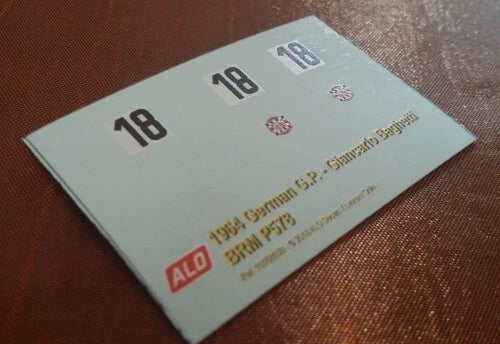 18 18 18
1964 German G.P. - Giancarlo Baghetti
BRM P578
ALO